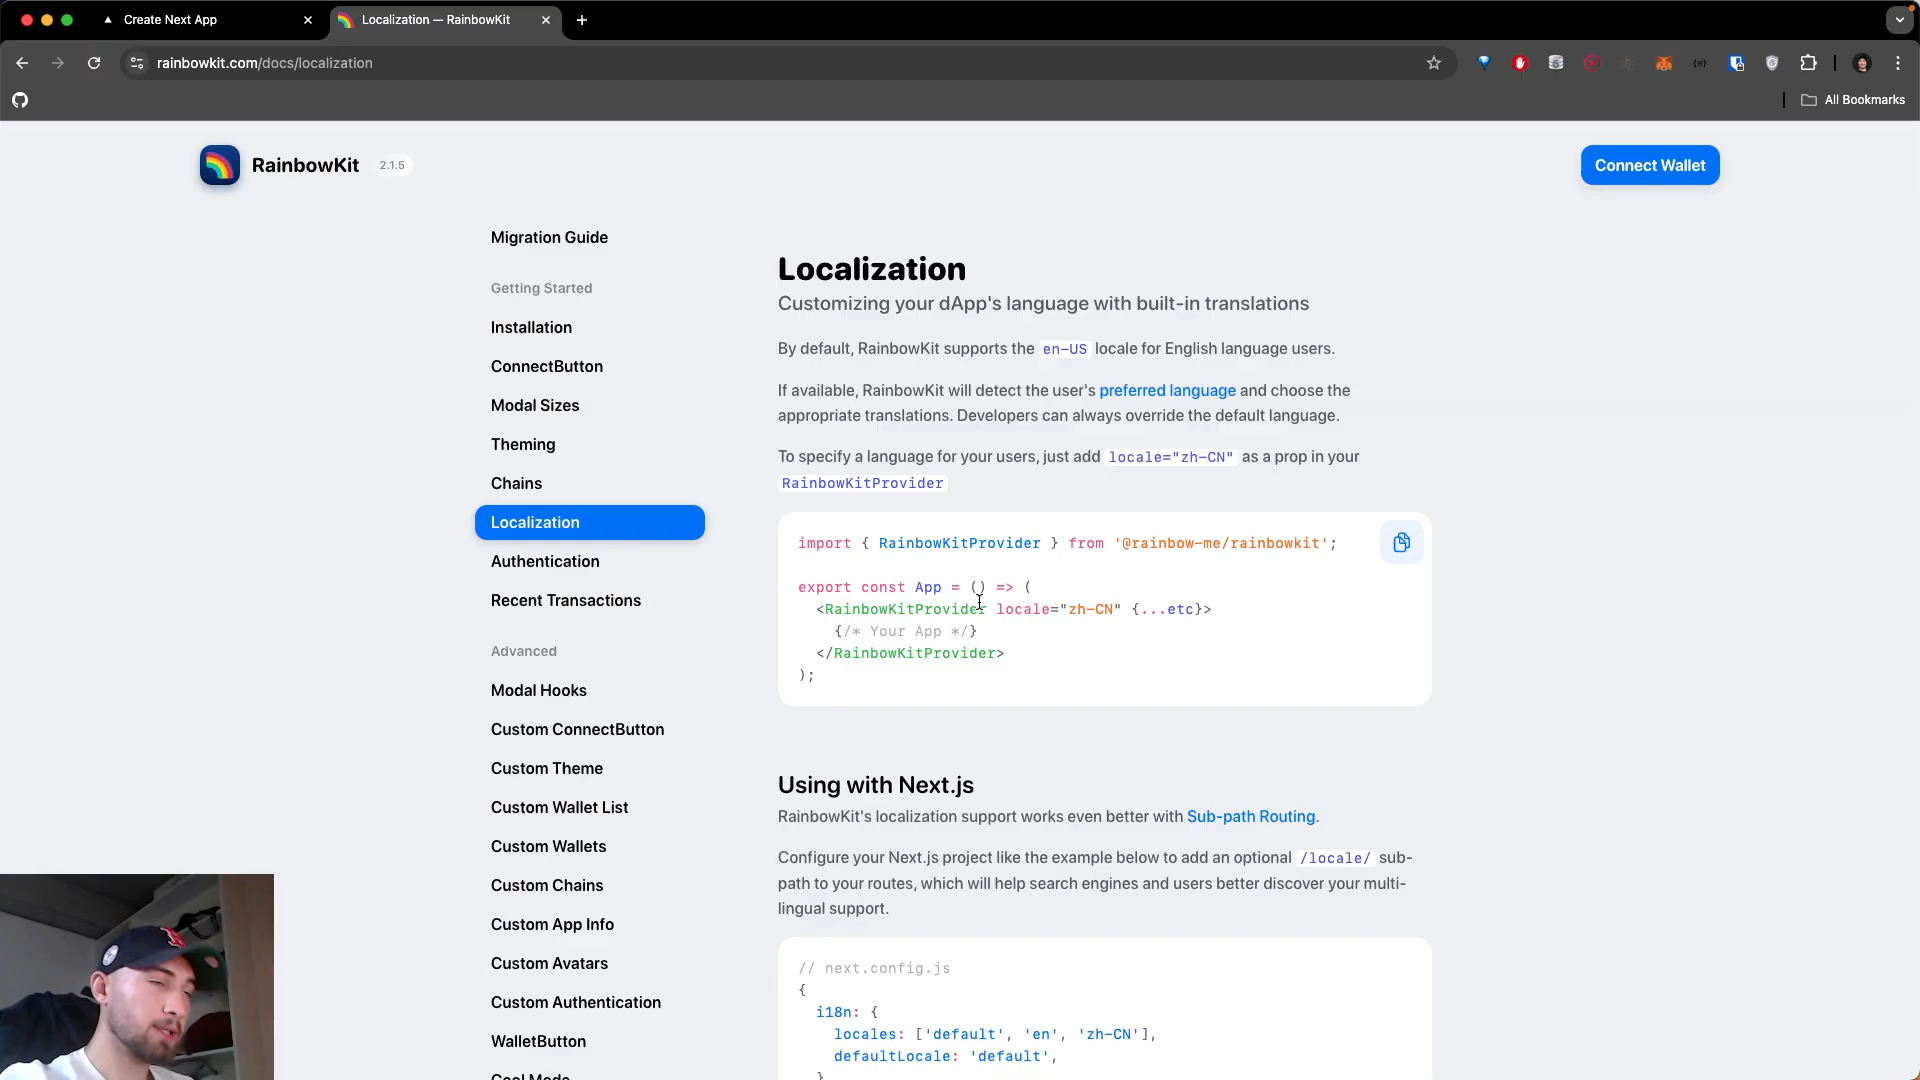 Create Next App
Localization — RainbowKit
rainbowkit.com/docs/localization
All Bookmarks
RainbowKit 2.1.5
Connect Wallet
Migration Guide
Getting Started
Installation
ConnectButton
Modal Sizes
Theming
Chains
Localization
Authentication
Recent Transactions
Advanced
Modal Hooks
Custom ConnectButton
Custom Theme
Custom Wallet List
Custom Wallets
Custom Chains
Custom App Info
Custom Avatars
Custom Authentication
WalletButton
Cool Mode
Localization
Customizing your dApp's language with built-in translations
By default, RainbowKit supports the en-US locale for English language users.
If available, RainbowKit will detect the user's preferred language and choose the
appropriate translations. Developers can always override the default language.
To specify a language for your users, just add locale="zh-CN" as a prop in your
RainbowKitProvider
import { RainbowKitProvider } from '@rainbow-me/rainbowkit';
export const App = () => (
<RainbowKitProvider locale="zh-CN" {...etc}>
{/* Your App */}
</RainbowKitProvider>
);
Using with Next.js
RainbowKit's localization support works even better with Sub-path Routing.
Configure your Next.js project like the example below to add an optional /locale/ sub-
path to your routes, which will help search engines and users better discover your multi-
lingual support.
// next.config.js
{
i18n: {
locales: ['default', 'en', 'zh-CN'],
defaultLocale: 'default',
}